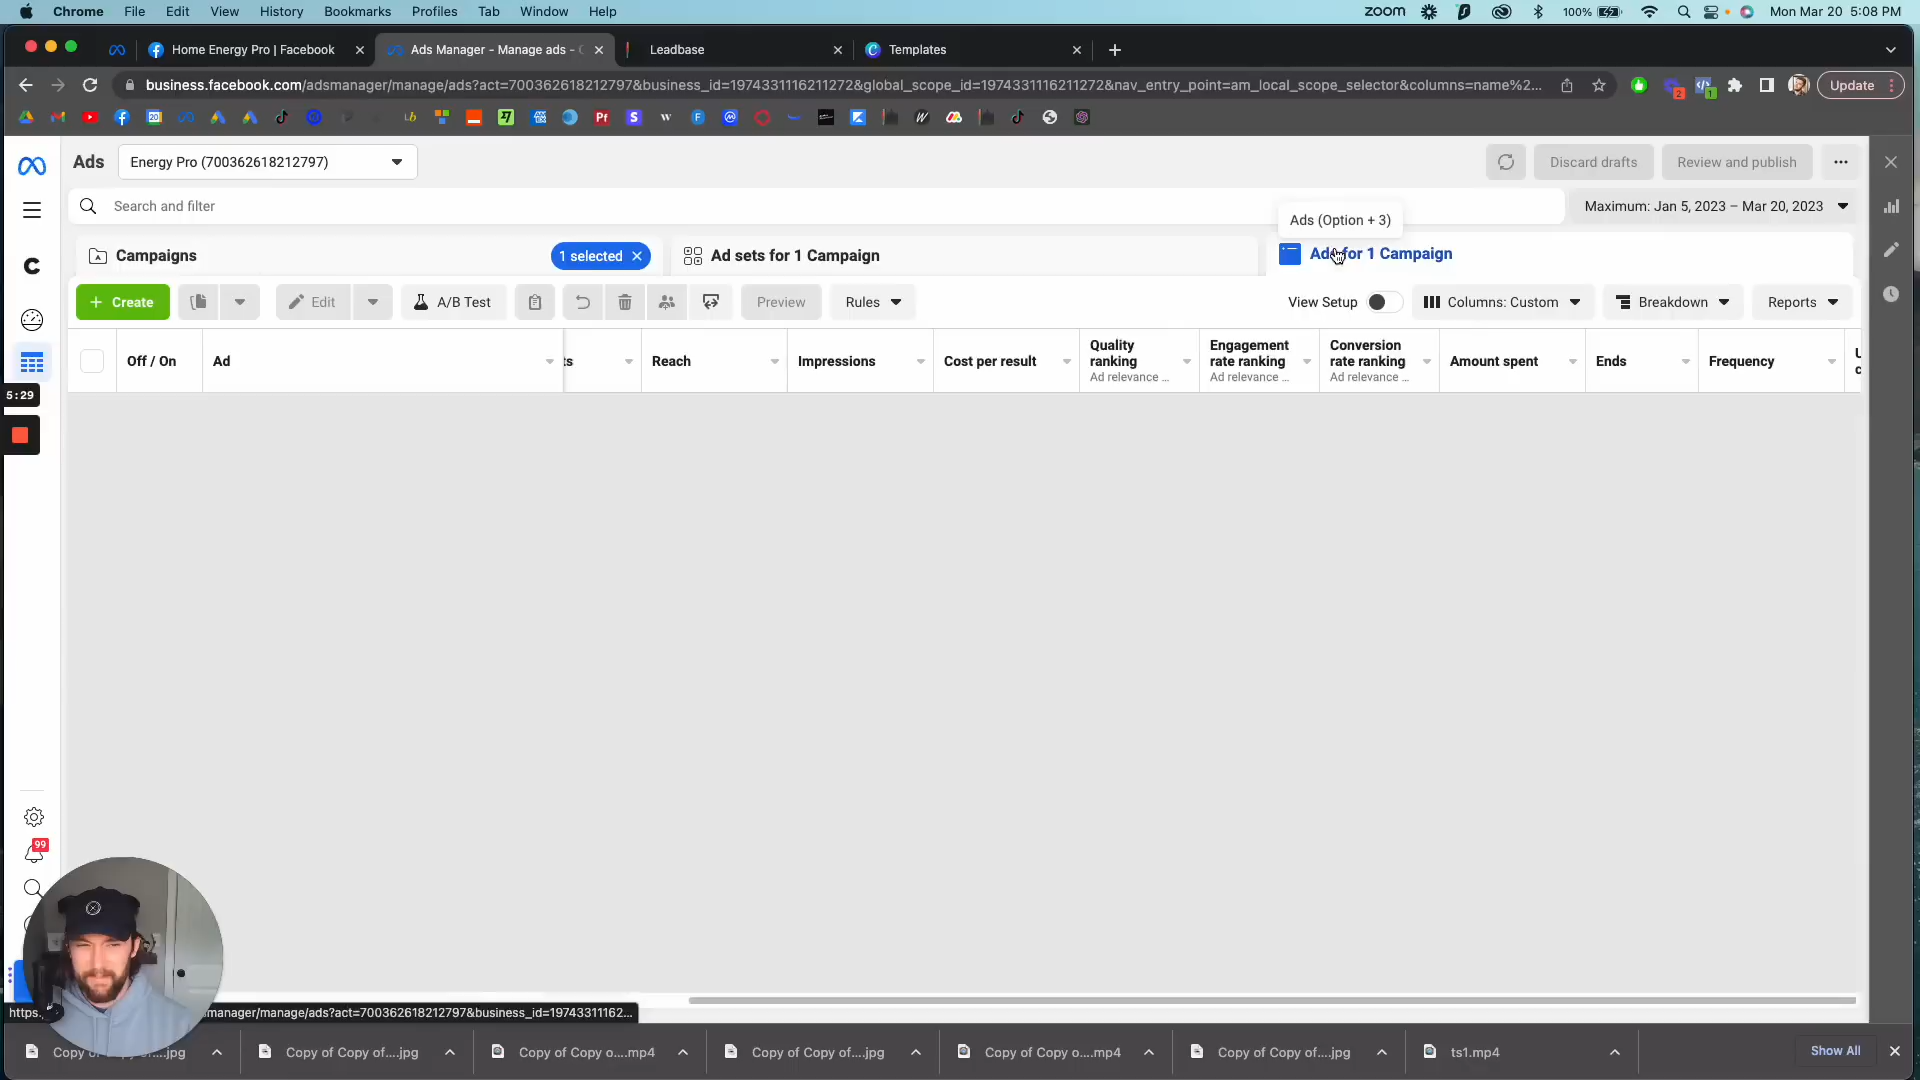 Chrome File Edit View History Bookmarks Profiles Tab Window Help
zoom 100% Mon Mar 20 5:08 PM
Home Energy Pro | Facebook
Ads Manager - Manage ads -
Leadbase
Templates
business.facebook.com/adsmanager/manage/ads?act=700362618212797&business_id=1974331116211272&global_scope_id=1974331116211272&nav_entry_point=am_local_scope_selector&columns=name%2...
Update
Ads
Energy Pro (700362618212797)
Discard drafts
Review and publish
Search and filter
Ads (Option + 3)
Maximum: Jan 5, 2023 – Mar 20, 2023
Campaigns
1 selected
Ad sets for 1 Campaign
Ads for 1 Campaign
Create
Edit
A/B Test
Preview
Rules
View Setup
Columns: Custom
Breakdown
Reports
Off / On
Ad
ts
Reach
Impressions
Cost per result
Quality ranking
Ad relevance ...
Engagement rate ranking
Ad relevance ...
Conversion rate ranking
Ad relevance ...
Amount spent
Ends
Frequency
5:29
99
https:
manager/manage/ads?act=700362618212797&business_id=19743311162...
Copy of Copy of....jpg
Copy of Copy of....jpg
Copy of Copy o....mp4
Copy of Copy of....jpg
Copy of Copy o....mp4
Copy of Copy of....jpg
ts1.mp4
Show All